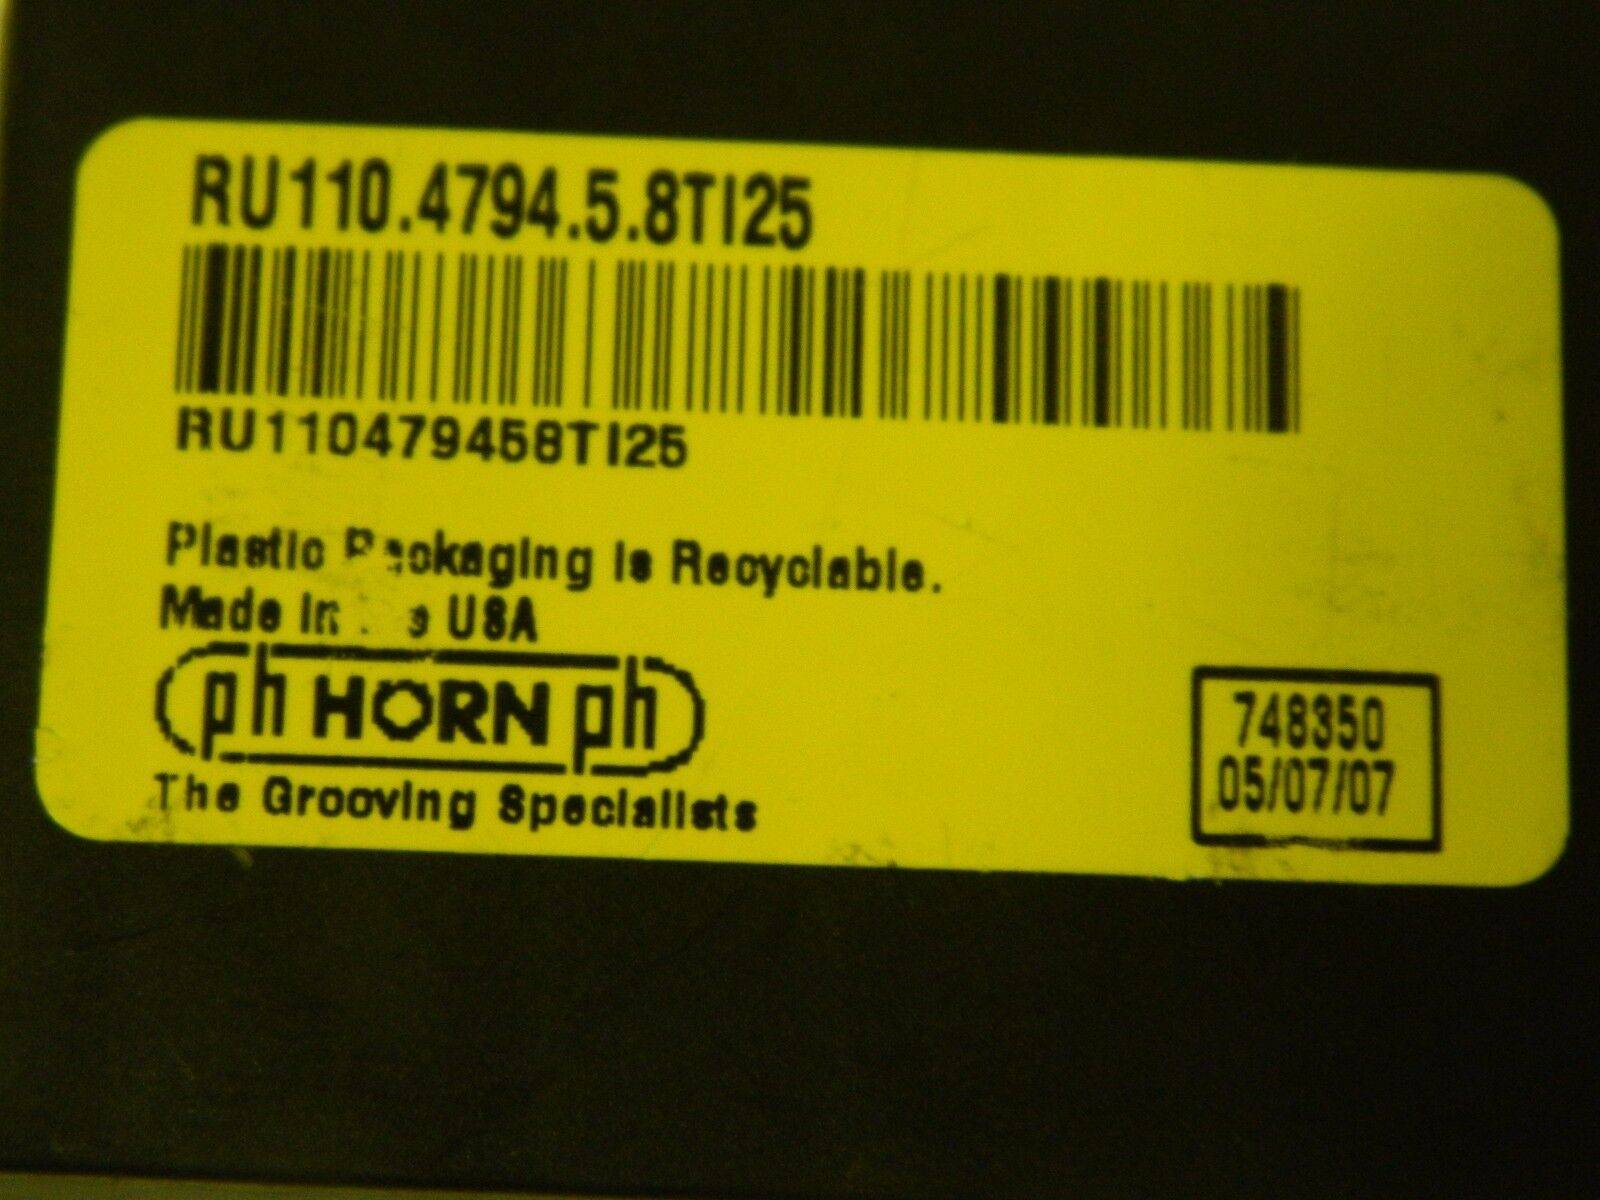 RU110.4794.5.8TI25
RU110479458TI25
Plastic Packaging is Recyclable.
Made in the USA
ph HORN ph
The Grooving Specialists
748350
05/07/07